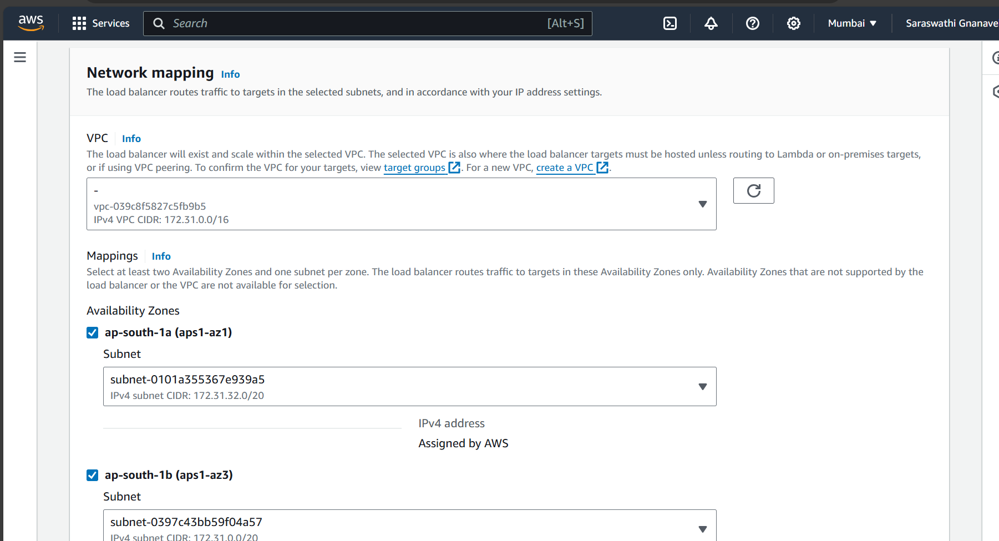 aws
Services
Search
[Alt+S]
Mumbai
Saraswathi Gnanave
Network mapping Info
The load balancer routes traffic to targets in the selected subnets, and in accordance with your IP address settings.
VPC Info
The load balancer will exist and scale within the selected VPC. The selected VPC is also where the load balancer targets must be hosted unless routing to Lambda or on-premises targets,
or if using VPC peering. To confirm the VPC for your targets, view target groups. For a new VPC, create a VPC.
-
vpc-039c8f5827c5fb9b5
IPv4 VPC CIDR: 172.31.0.0/16
Mappings Info
Select at least two Availability Zones and one subnet per zone. The load balancer routes traffic to targets in these Availability Zones only. Availability Zones that are not supported by the
load balancer or the VPC are not available for selection.
Availability Zones
ap-south-1a (aps1-az1)
Subnet
subnet-0101a355367e939a5
IPv4 subnet CIDR: 172.31.32.0/20
IPv4 address
Assigned by AWS
ap-south-1b (aps1-az3)
Subnet
subnet-0397c43bb59f04a57
IPv4 subnet CIDR: 172.31.0.0/20